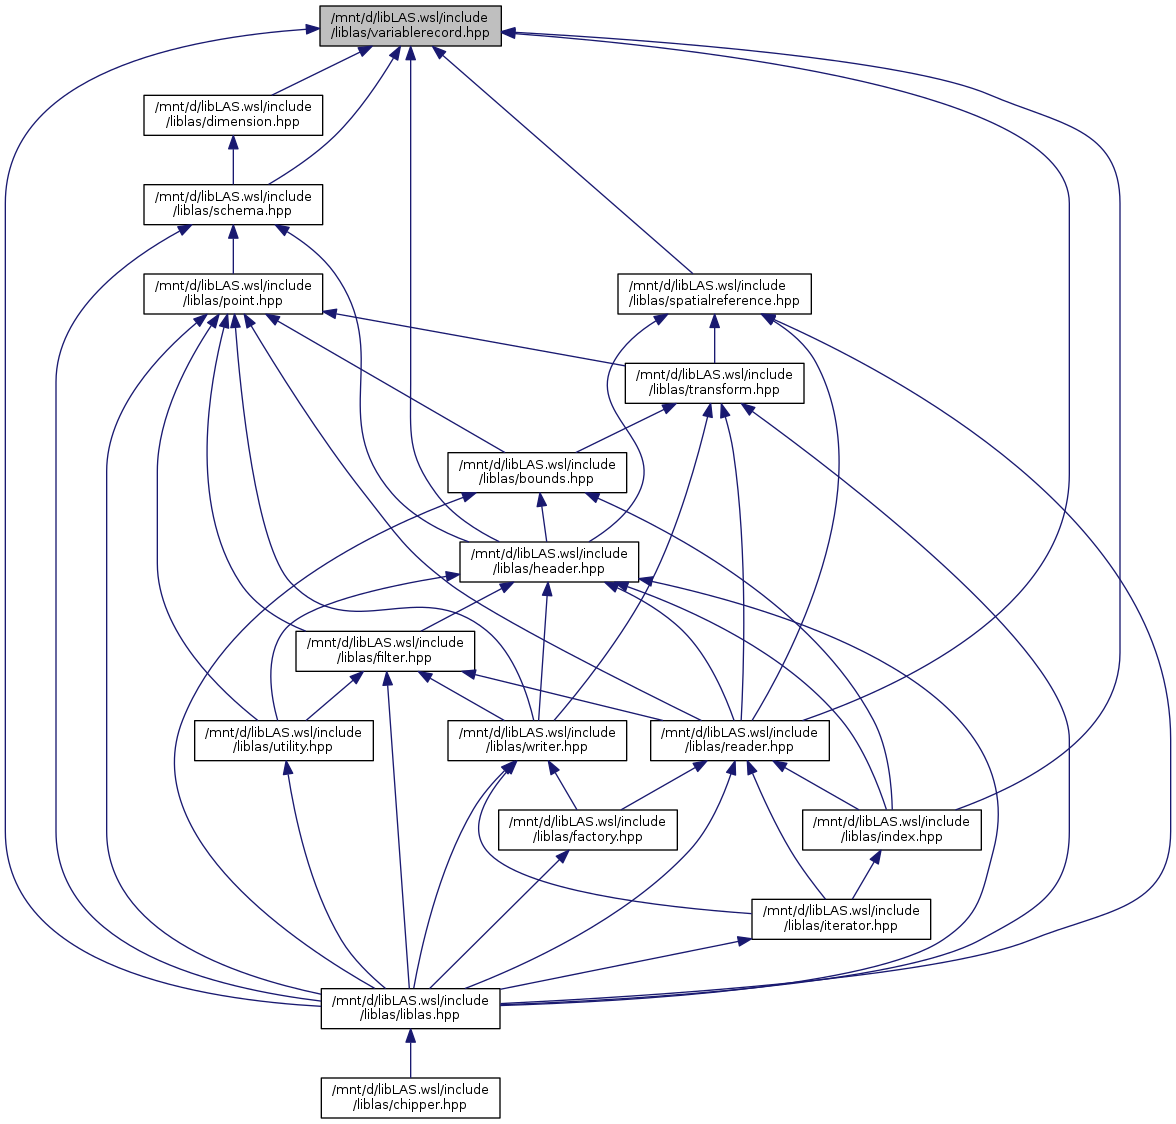 /mnt/d/libLAS.wsl/include
/liblas/variablerecord.hpp
/mnt/d/libLAS.wsl/include
/liblas/dimension.hpp
/mnt/d/libLAS.wsl/include
/liblas/schema.hpp
/mnt/d/libLAS.wsl/include
/liblas/point.hpp
/mnt/d/libLAS.wsl/include
/liblas/spatialreference.hpp
/mnt/d/libLAS.wsl/include
/liblas/transform.hpp
/mnt/d/libLAS.wsl/include
/liblas/bounds.hpp
/mnt/d/libLAS.wsl/include
/liblas/header.hpp
/mnt/d/libLAS.wsl/include
/liblas/filter.hpp
/mnt/d/libLAS.wsl/include
/liblas/utility.hpp
/mnt/d/libLAS.wsl/include
/liblas/writer.hpp
/mnt/d/libLAS.wsl/include
/liblas/reader.hpp
/mnt/d/libLAS.wsl/include
/liblas/factory.hpp
/mnt/d/libLAS.wsl/include
/liblas/index.hpp
/mnt/d/libLAS.wsl/include
/liblas/iterator.hpp
/mnt/d/libLAS.wsl/include
/liblas/liblas.hpp
/mnt/d/libLAS.wsl/include
/liblas/chipper.hpp